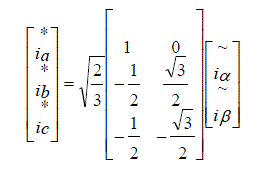 [ i*a ; i*b ; i*c ] = √(2/3) [ 1 0 ; -1/2 √3/2 ; -1/2 -√3/2 ] [ ĩα ; ĩβ ]